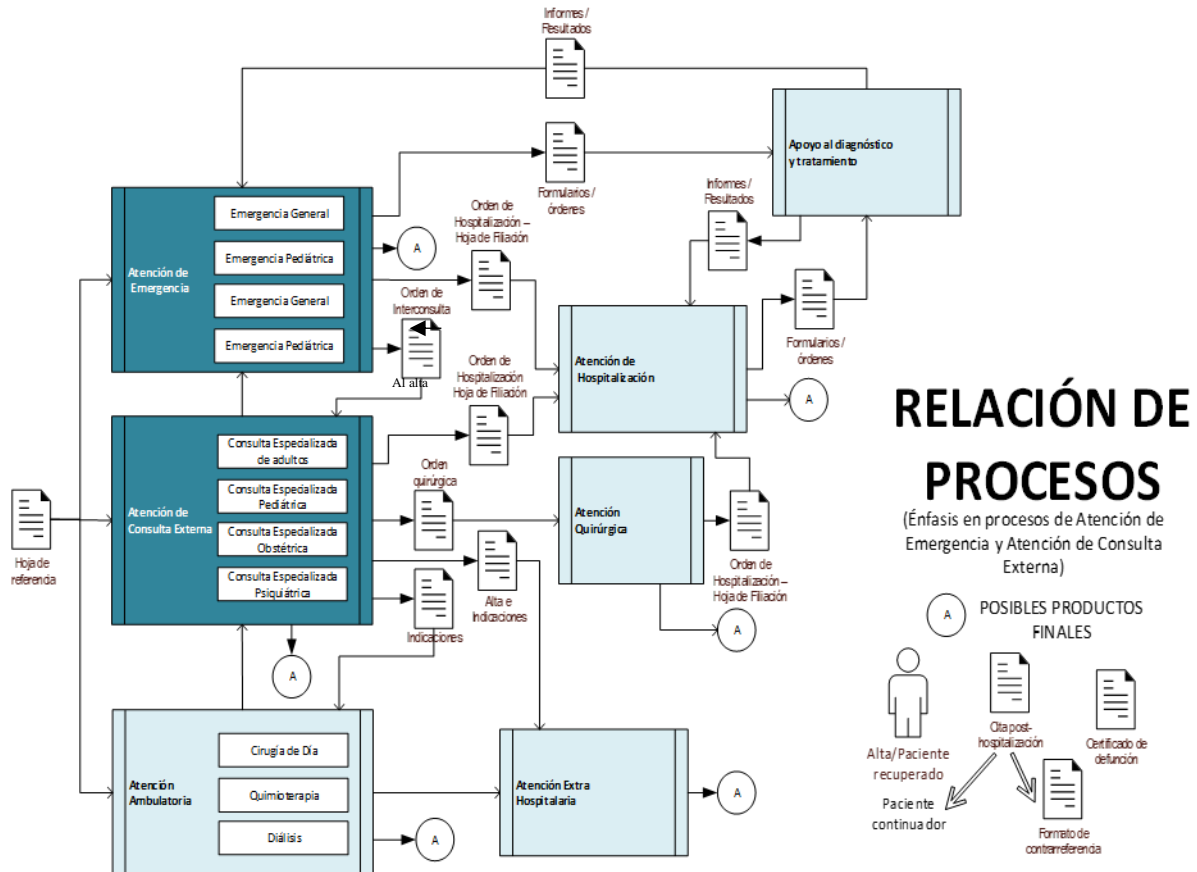 Informes /
Resultados
Apoyo al diagnóstico
y tratamiento
Formularios /
órdenes
Informes /
Resultados
Orden de
Hospitalización –
Hoja de Filiación
Emergencia General
Emergencia Pediátrica
Emergencia General
Emergencia Pediátrica
Atención de
Emergencia
A
Orden de
Interconsulta
Al alta
Formularios /
órdenes
Atención de
Hospitalización
A
Orden de
Hospitalización
Hoja de Filiación
Consulta Especializada
de adultos
Consulta Especializada
Pediátrica
Consulta Especializada
Obstétrica
Consulta Especializada
Psiquiátrica
Atención de
Consulta Externa
Orden
quirúrgica
Atención
Quirúrgica
Orden de
Hospitalización –
Hoja de Filiación
Hoja de
referencia
Alta e
Indicaciones
Indicaciones
A
A
Cirugía de Día
Quimioterapia
Diálisis
Atención
Ambulatoria
A
Atención Extra
Hospitalaria
A
RELACIÓN DE
PROCESOS
(Énfasis en procesos de Atención de
Emergencia y Atención de Consulta
Externa)
A
POSIBLES PRODUCTOS
FINALES
Alta/Paciente
recuperado
Cita post-
hospitalización
Certificado de
defunción
Paciente
continuador
Formato de
contrarreferencia